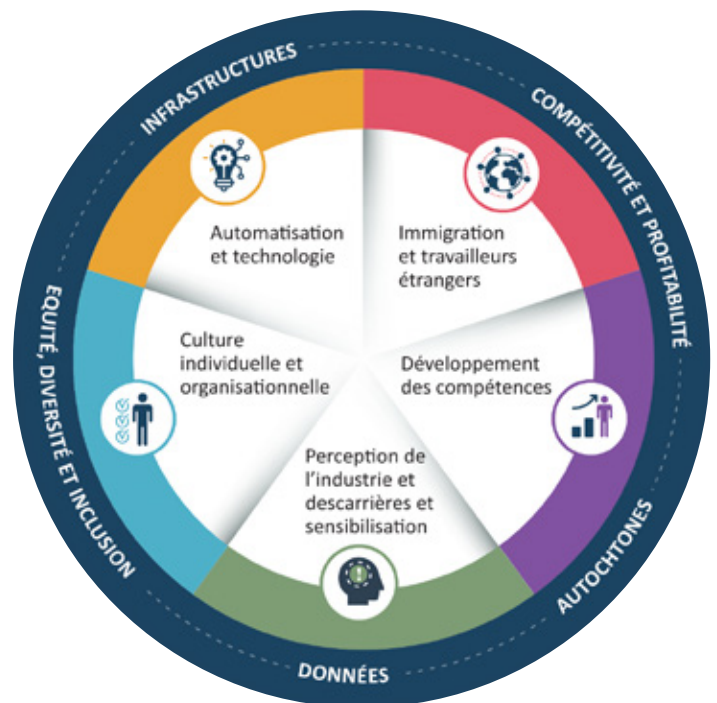 INFRASTRUCTURES
COMPÉTITIVITÉ ET PROFITABILITÉ
Automatisation
et technologie
Immigration
et travailleurs
étrangers
Culture
individuelle et
organisationnelle
Développement
des compétences
Perception de
l'industrie et
descarrières et
sensibilisation
EQUITÉ, DIVERSITÉ ET INCLUSION
AUTOCHTONES
DONNÉES